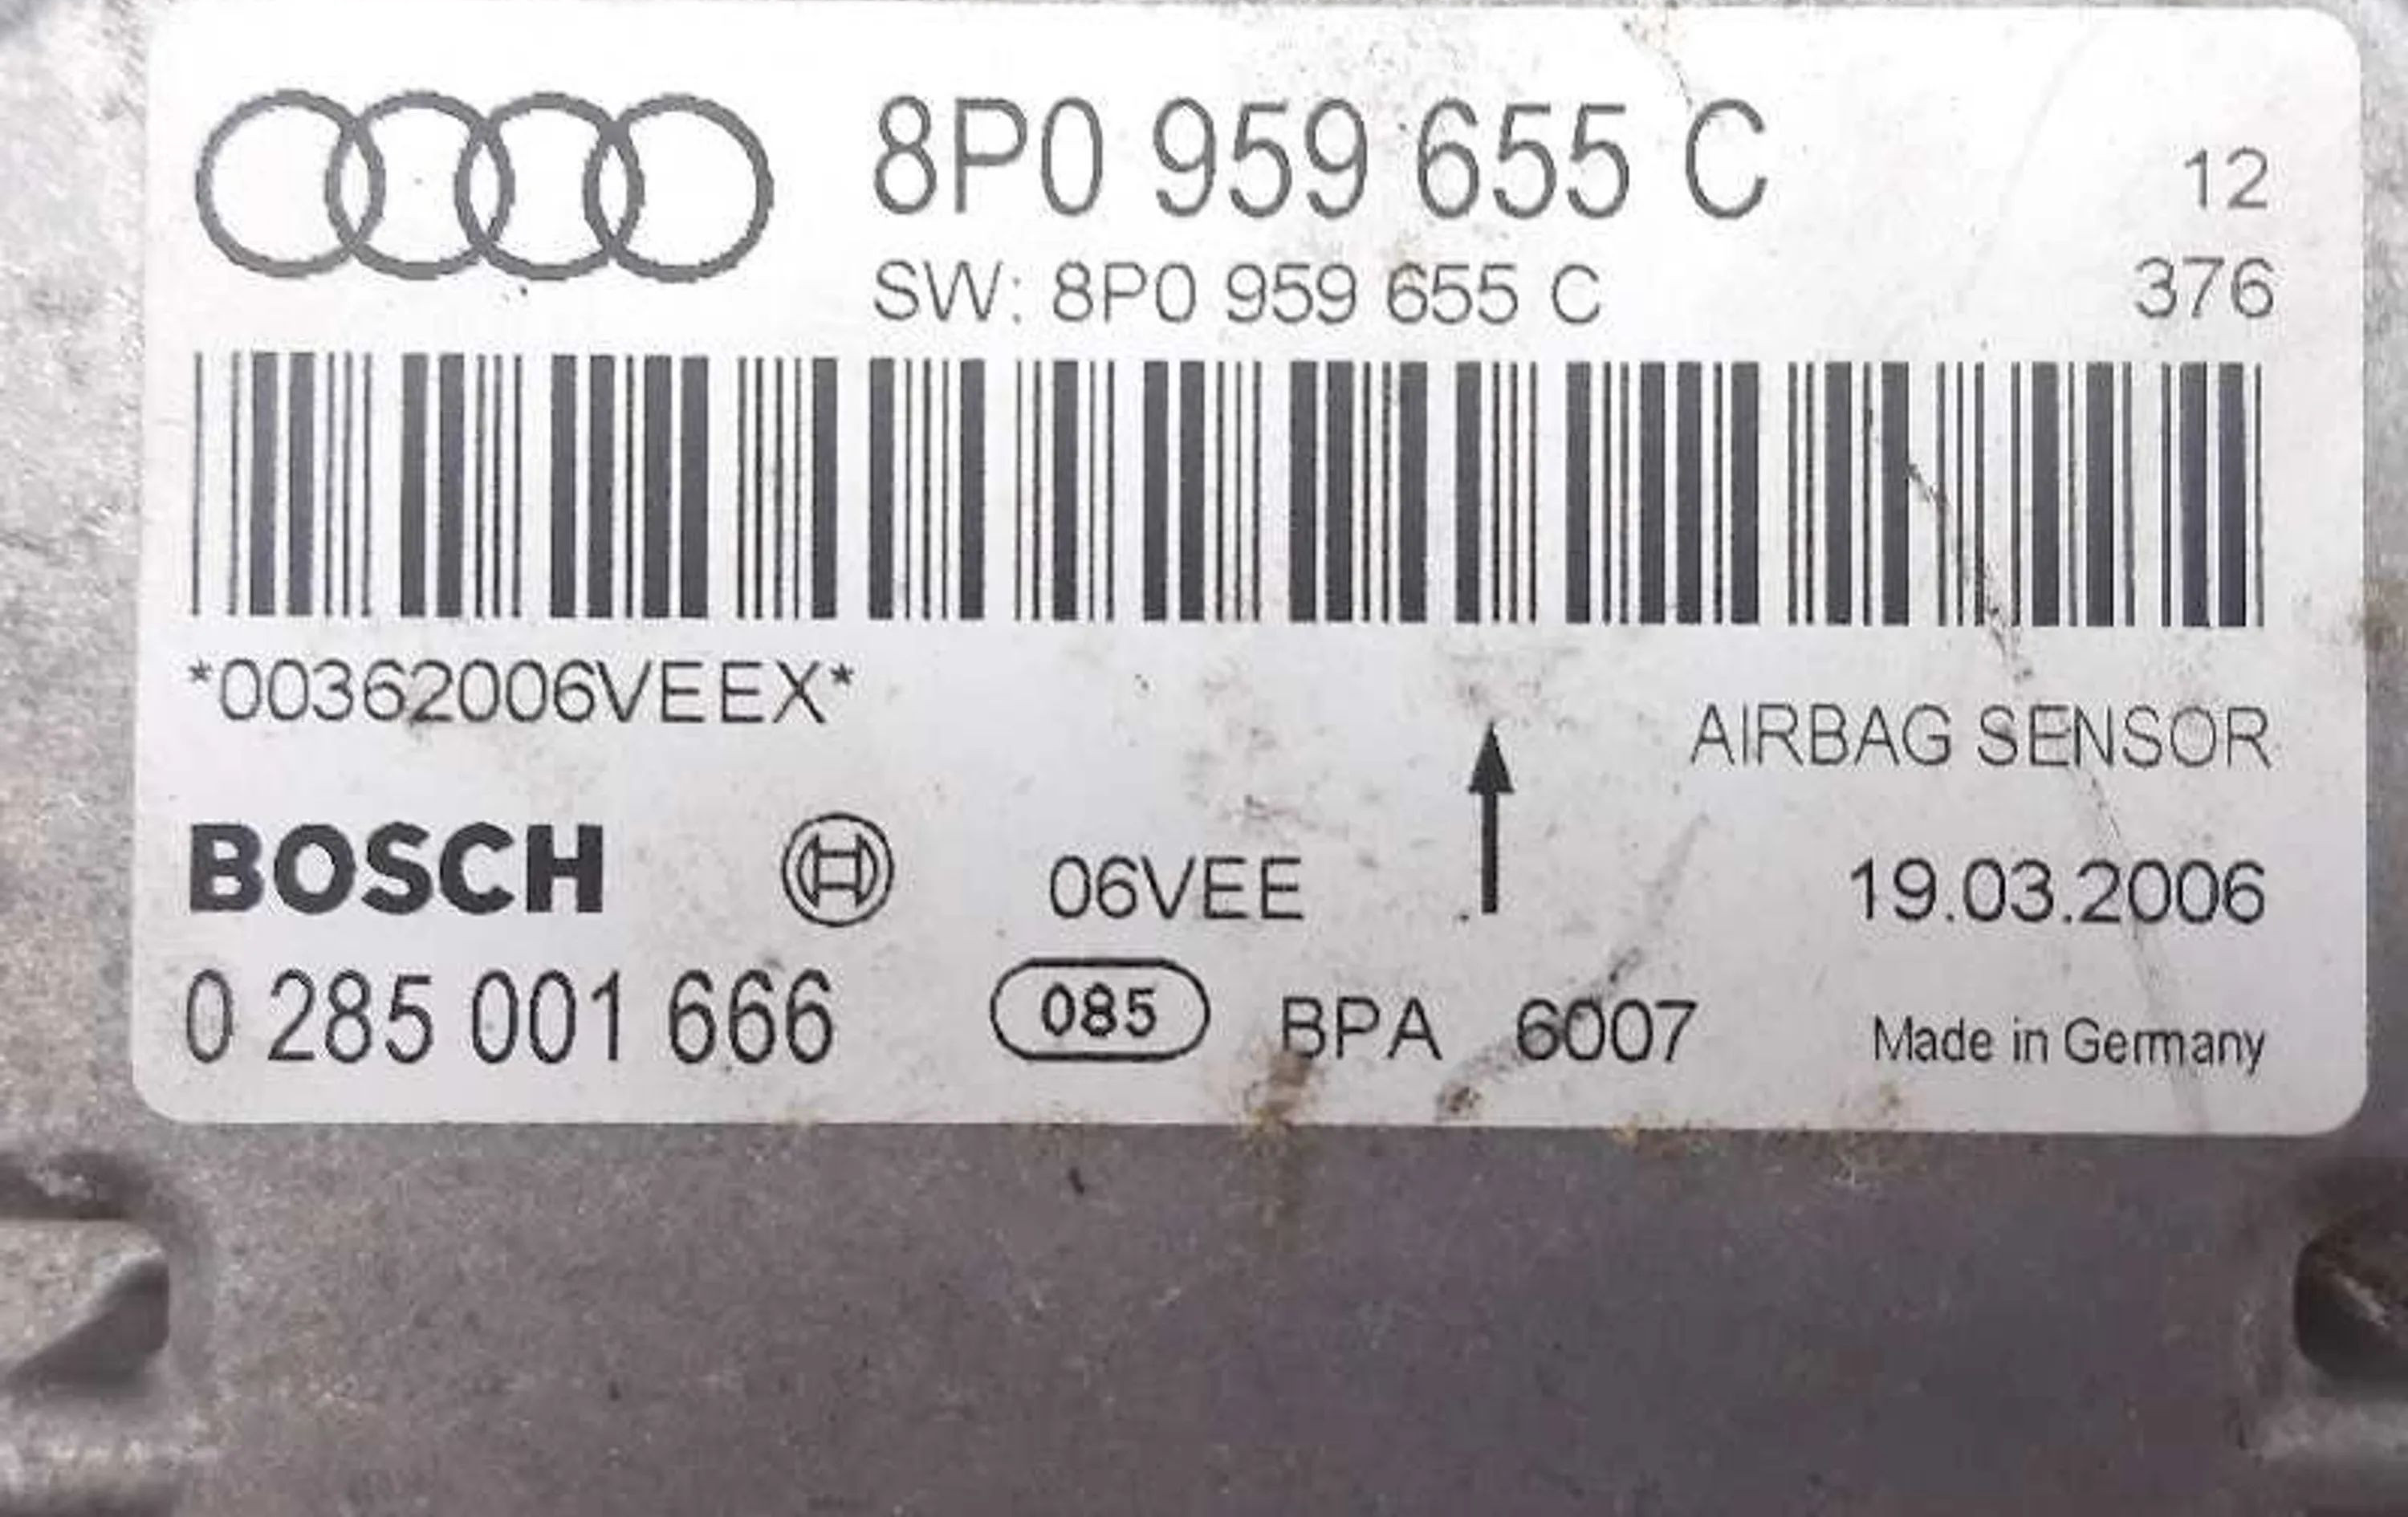 8P0 959 655 C
12
SW: 8P0 959 655 C
376
*00362006VEEX*
AIRBAG SENSOR
BOSCH
06VEE
19.03.2006
0 285 001 666
085
BPA 6007
Made in Germany